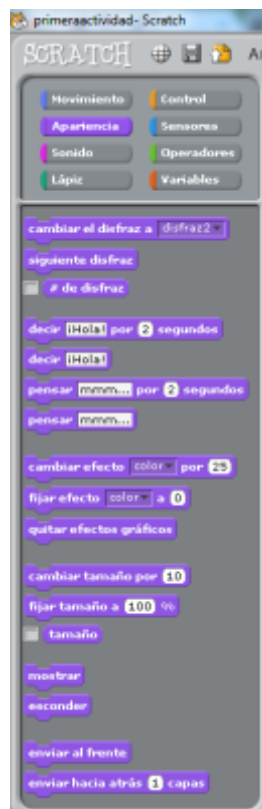 primeraactividad- Scratch
SCRATCH
Movimiento Control
Apariencia Sensores
Sonido Operadores
Lápiz Variables
cambiar el disfraz a disfraz2
siguiente disfraz
# de disfraz
decir ¡Hola! por 2 segundos
decir ¡Hola!
pensar mmm... por 2 segundos
pensar mmm...
cambiar efecto color por 25
fijar efecto color a 0
quitar efectos gráficos
cambiar tamaño por 10
fijar tamaño a 100 %
tamaño
mostrar
esconder
enviar al frente
enviar hacia atrás 1 capas